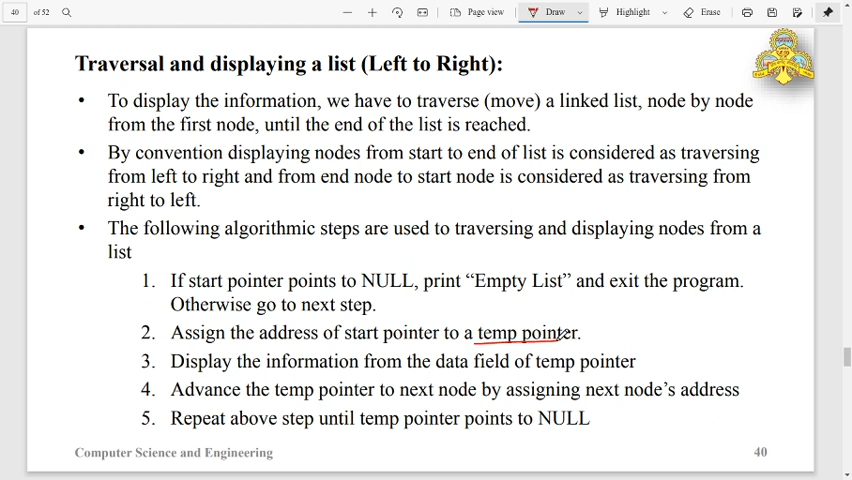 40 of 52 Page view Draw Highlight Erase
Traversal and displaying a list (Left to Right):
• To display the information, we have to traverse (move) a linked list, node by node
from the first node, until the end of the list is reached.
• By convention displaying nodes from start to end of list is considered as traversing
from left to right and from end node to start node is considered as traversing from
right to left.
• The following algorithmic steps are used to traversing and displaying nodes from a
list
1. If start pointer points to NULL, print “Empty List” and exit the program.
Otherwise go to next step.
2. Assign the address of start pointer to a temp pointer.
3. Display the information from the data field of temp pointer
4. Advance the temp pointer to next node by assigning next node’s address
5. Repeat above step until temp pointer points to NULL
Computer Science and Engineering 40